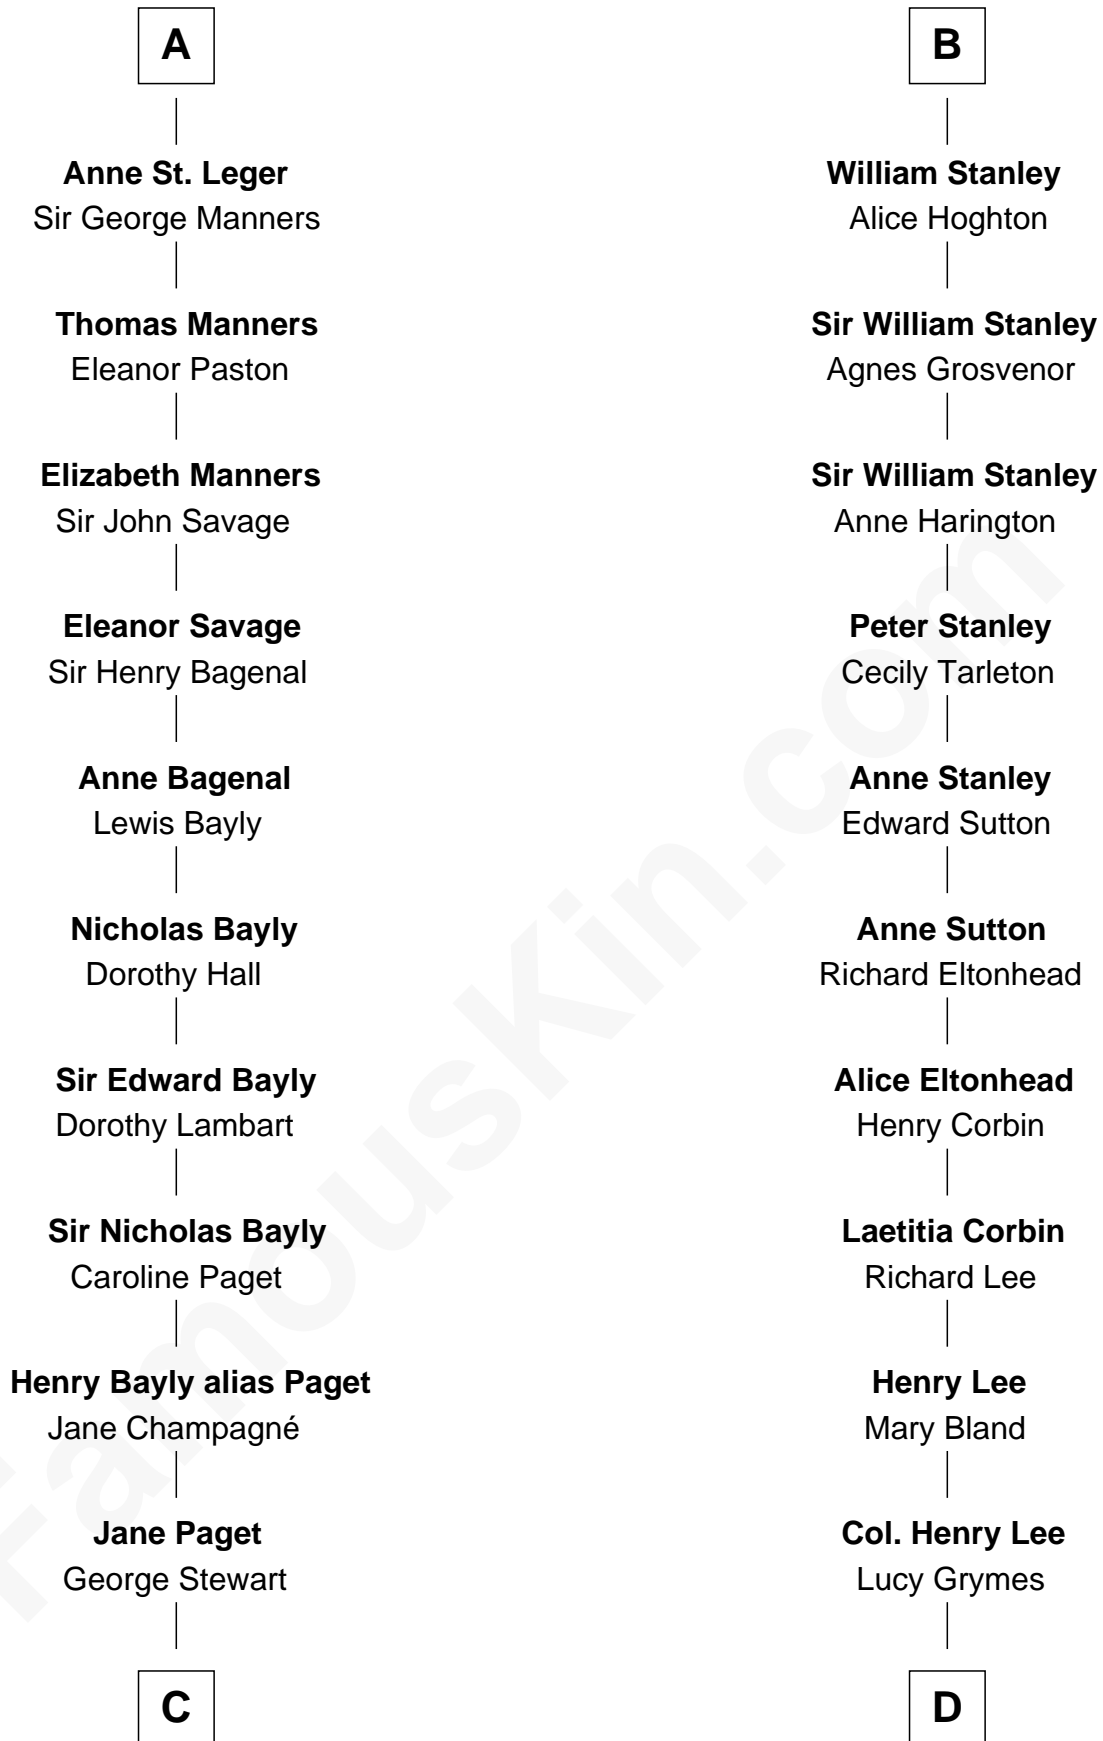 A
Anne St. Leger
Sir George Manners
Thomas Manners
Eleanor Paston
Elizabeth Manners
Sir John Savage
Eleanor Savage
Sir Henry Bagenal
Anne Bagenal
Lewis Bayly
Nicholas Bayly
Dorothy Hall
Sir Edward Bayly
Dorothy Lambart
Sir Nicholas Bayly
Caroline Paget
Henry Bayly alias Paget
Jane Champagné
Jane Paget
George Stewart
C
B
William Stanley
Alice Hoghton
Sir William Stanley
Agnes Grosvenor
Sir William Stanley
Anne Harington
Peter Stanley
Cecily Tarleton
Anne Stanley
Edward Sutton
Anne Sutton
Richard Eltonhead
Alice Eltonhead
Henry Corbin
Laetitia Corbin
Richard Lee
Henry Lee
Mary Bland
Col. Henry Lee
Lucy Grymes
D
FamousKin.com